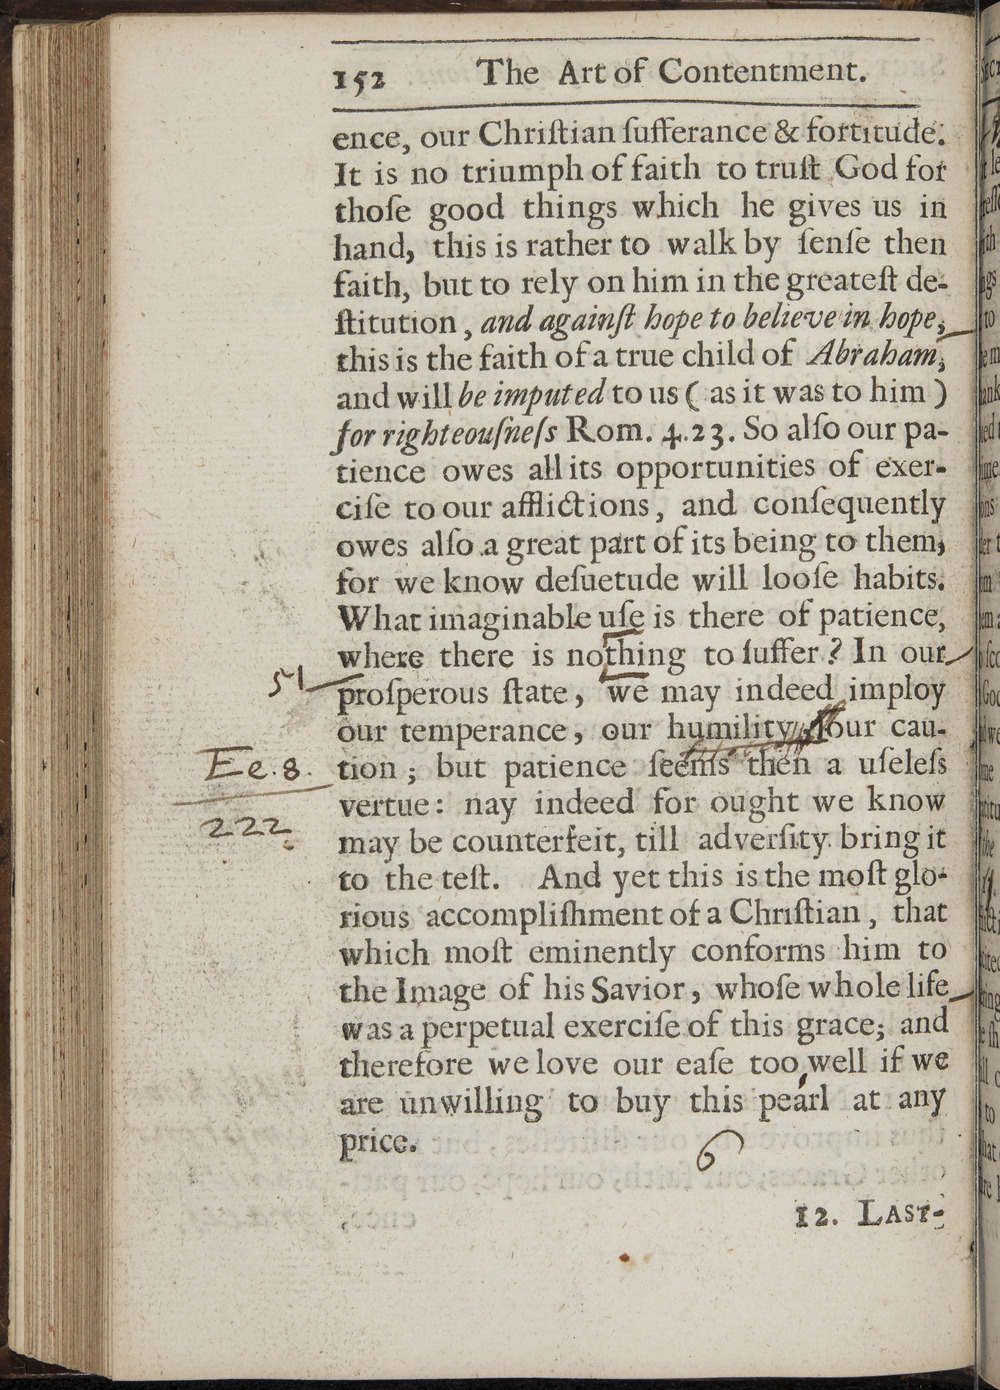 152 The Art of Contentment.
ence, our Chriſtian ſufferance & fortitude.
It is no triumph of faith to truſt God for
thoſe good things which he gives us in
hand, this is rather to walk by ſenſe then
faith, but to rely on him in the greateſt de-
ſtitution, and againſt hope to believe in hope,
this is the faith of a true child of Abraham,
and will be imputed to us ( as it was to him )
for righteouſneſs Rom. 4.23. So alſo our pa-
tience owes all its opportunities of exer-
ciſe to our afflictions, and conſequently
owes alſo a great part of its being to them,
for we know deſuetude will looſe habits.
What imaginable uſe is there of patience,
where there is nothing to ſuffer? In our
51
proſperous ſtate, we may indeed imploy
our temperance, our humility, our cau-
Ee.8.
tion; but patience ſeems then a uſeleſs
vertue: nay indeed for ought we know
222
may be counterfeit, till adverſity bring it
to the teſt. And yet this is the moſt glo-
rious accompliſhment of a Chriſtian, that
which moſt eminently conforms him to
the Image of his Savior, whoſe whole life
was a perpetual exerciſe of this grace; and
therefore we love our eaſe too well if we
are unwilling to buy this pearl at any
price.
6
12. LAST-